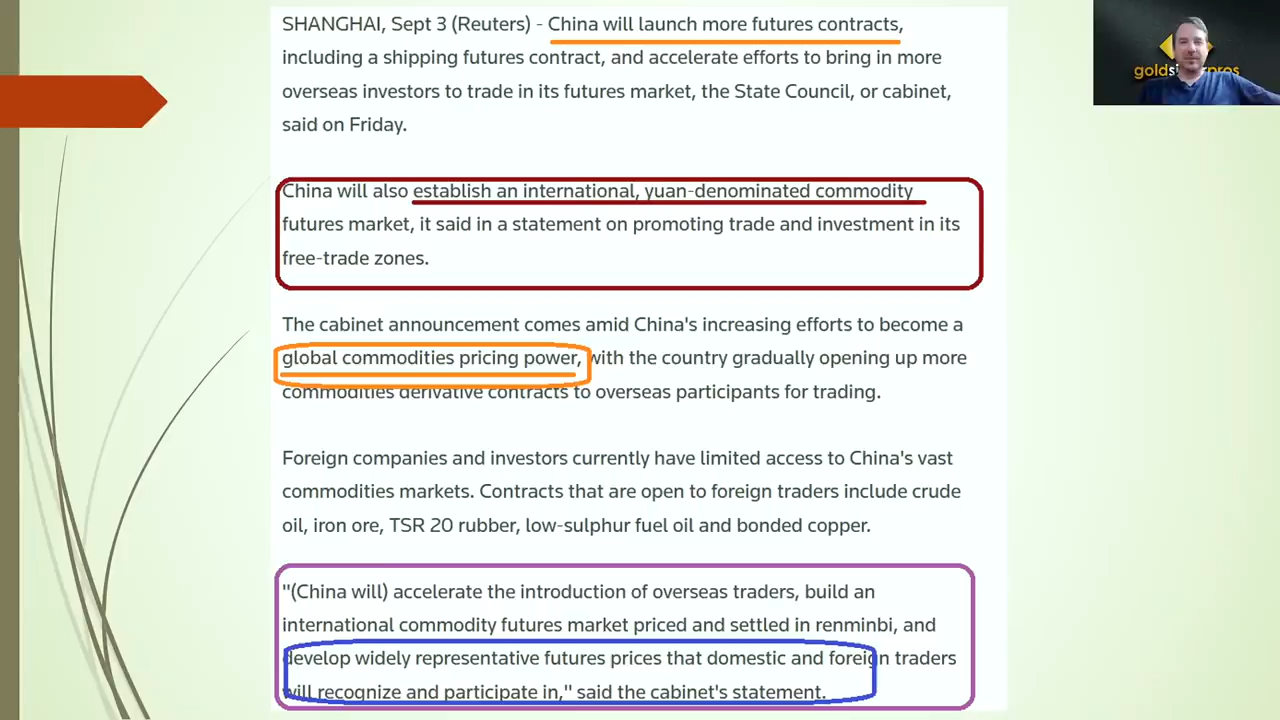 SHANGHAI, Sept 3 (Reuters) - China will launch more futures contracts,
including a shipping futures contract, and accelerate efforts to bring in more
overseas investors to trade in its futures market, the State Council, or cabinet,
said on Friday.
China will also establish an international, yuan-denominated commodity
futures market, it said in a statement on promoting trade and investment in its
free-trade zones.
The cabinet announcement comes amid China's increasing efforts to become a
global commodities pricing power, with the country gradually opening up more
commodities derivative contracts to overseas participants for trading.
Foreign companies and investors currently have limited access to China's vast
commodities markets. Contracts that are open to foreign traders include crude
oil, iron ore, TSR 20 rubber, low-sulphur fuel oil and bonded copper.
"(China will) accelerate the introduction of overseas traders, build an
international commodity futures market priced and settled in renminbi, and
develop widely representative futures prices that domestic and foreign traders
will recognize and participate in," said the cabinet's statement.